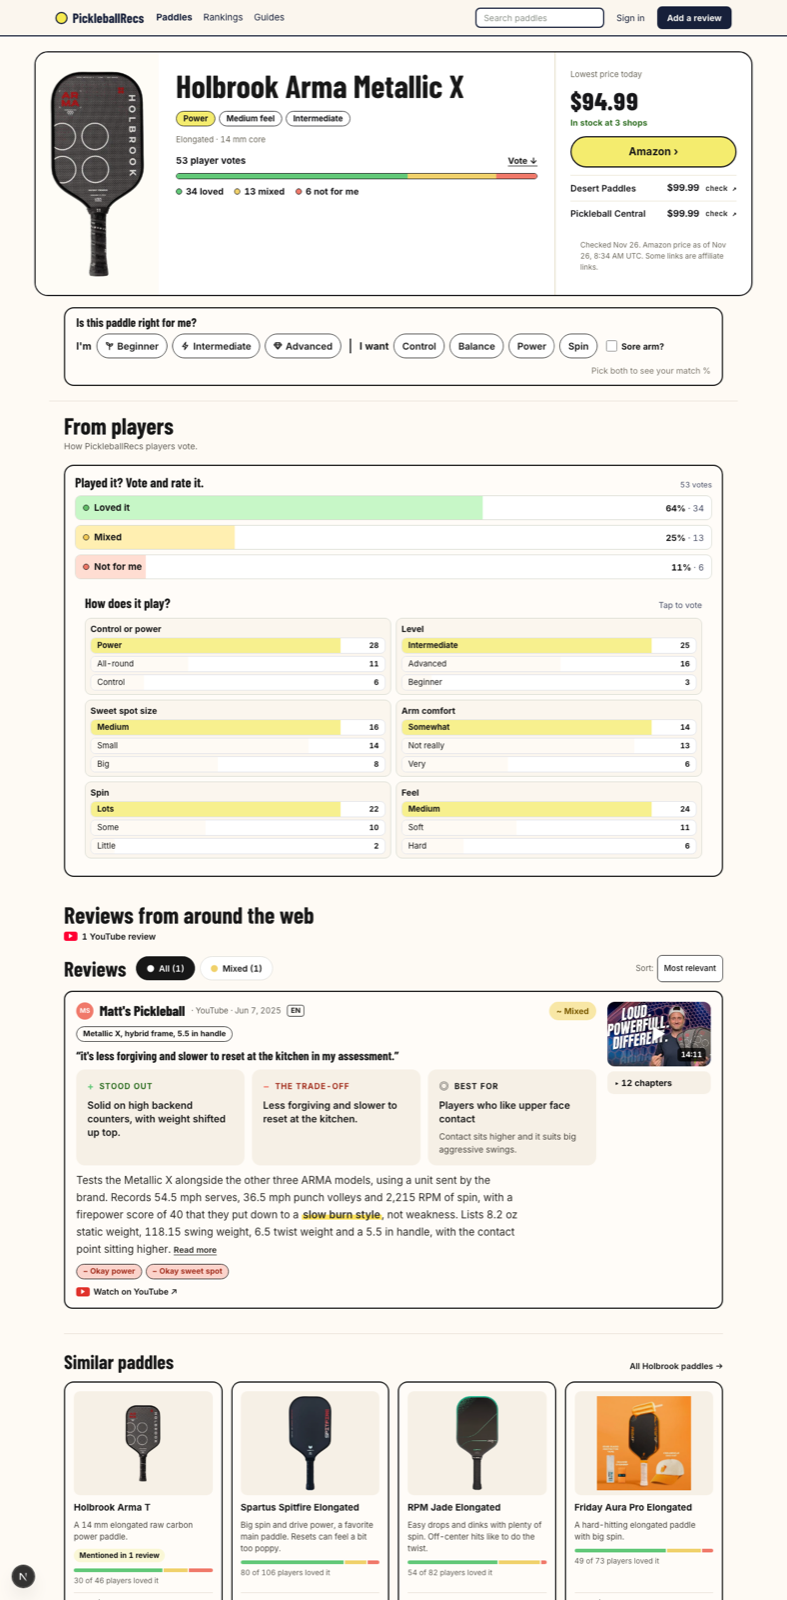 PickleballRecs
Paddles
Rankings
Guides
Search paddles
Sign in
Add a review
ARMA
HOLBROOK
Holbrook Arma Metallic X
Power
Medium feel
Intermediate
Elongated · 14 mm core
53 player votes
Vote ↓
34 loved
13 mixed
6 not for me
Lowest price today
$94.99
In stock at 3 shops
Amazon ›
Desert Paddles $99.99 check ↗
Pickleball Central $99.99 check ↗
Checked Nov 26. Amazon price as of Nov
26, 8:34 AM UTC. Some links are affiliate
links.
Is this paddle right for me?
I'm
Beginner
Intermediate
Advanced
I want
Control
Balance
Power
Spin
Sore arm?
Pick both to see your match %
From players
How PickleballRecs players vote.
Played it? Vote and rate it.
53 votes
Loved it
64% · 34
Mixed
25% · 13
Not for me
11% · 6
How does it play?
Tap to vote
Control or power
Power 28
All-round 11
Control 6
Level
Intermediate 25
Advanced 16
Beginner 3
Sweet spot size
Medium 16
Small 14
Big 8
Arm comfort
Somewhat 14
Not really 13
Very 6
Spin
Lots 22
Some 10
Little 2
Feel
Medium 24
Soft 11
Hard 6
Reviews from around the web
1 YouTube review
Reviews
All (1)
Mixed (1)
Sort:
Most relevant
MS
Matt's Pickleball · YouTube · Jun 7, 2025 EN
~ Mixed
Metallic X, hybrid frame, 5.5 in handle
“it's less forgiving and slower to reset at the kitchen in my assessment.”
+ STOOD OUT
Solid on high backend
counters, with weight shifted
up top.
− THE TRADE-OFF
Less forgiving and slower to
reset at the kitchen.
BEST FOR
Players who like upper face
contact
Contact sits higher and it suits big
aggressive swings.
LOUD.
POWERFUL.
DIFFERENT.
14:11
▸ 12 chapters
Tests the Metallic X alongside the other three ARMA models, using a unit sent by the
brand. Records 54.5 mph serves, 36.5 mph punch volleys and 2,215 RPM of spin, with a
firepower score of 40 that they put down to a slow burn style, not weakness. Lists 8.2 oz
static weight, 118.15 swing weight, 6.5 twist weight and a 5.5 in handle, with the contact
point sitting higher. Read more
~ Okay power
~ Okay sweet spot
Watch on YouTube ↗
Similar paddles
All Holbrook paddles →
Holbrook Arma T
A 14 mm elongated raw carbon
power paddle.
Mentioned in 1 review
30 of 46 players loved it
SPITFIRE
Spartus Spitfire Elongated
Big spin and drive power, a favorite
main paddle. Resets can feel a bit
too poppy.
80 of 106 players loved it
RPM Jade Elongated
Easy drops and dinks with plenty of
spin. Off-center hits like to do the
twist.
54 of 82 players loved it
Friday Aura Pro Elongated
A hard-hitting elongated paddle
with big spin.
49 of 73 players loved it
N